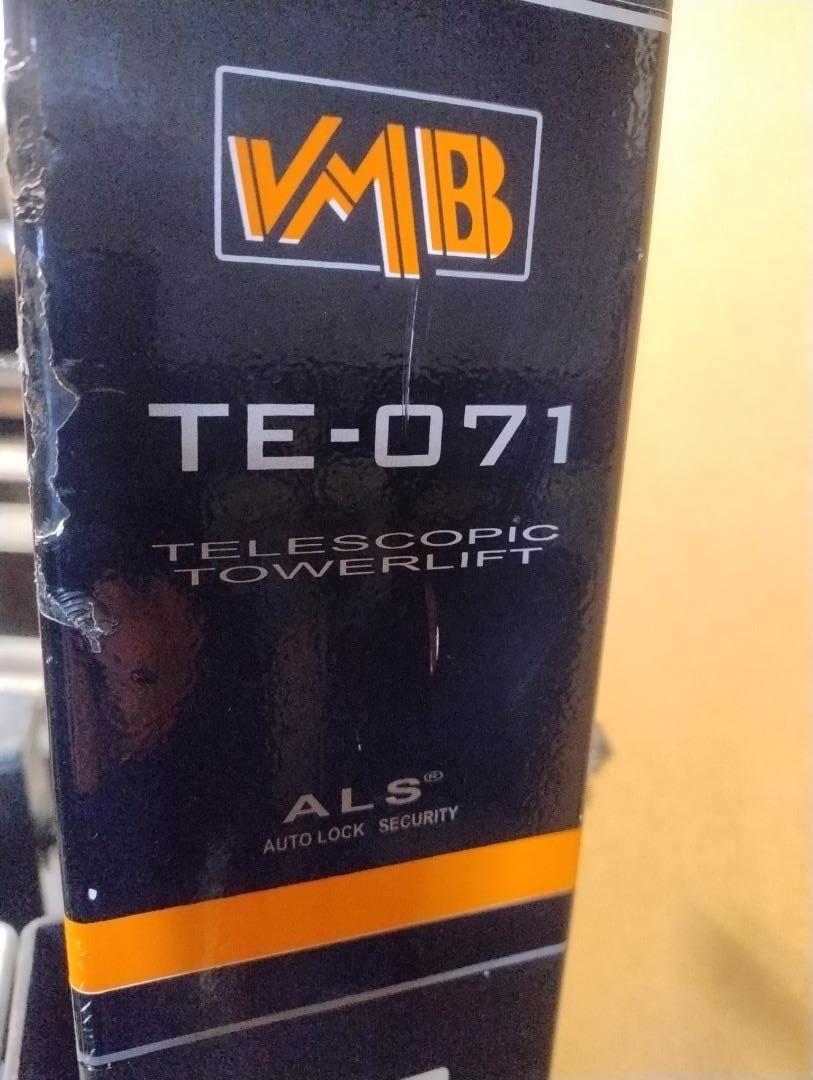 VMB
TE-071
TELESCOPIC
TOWERLIFT
ALS®
AUTO LOCK SECURITY